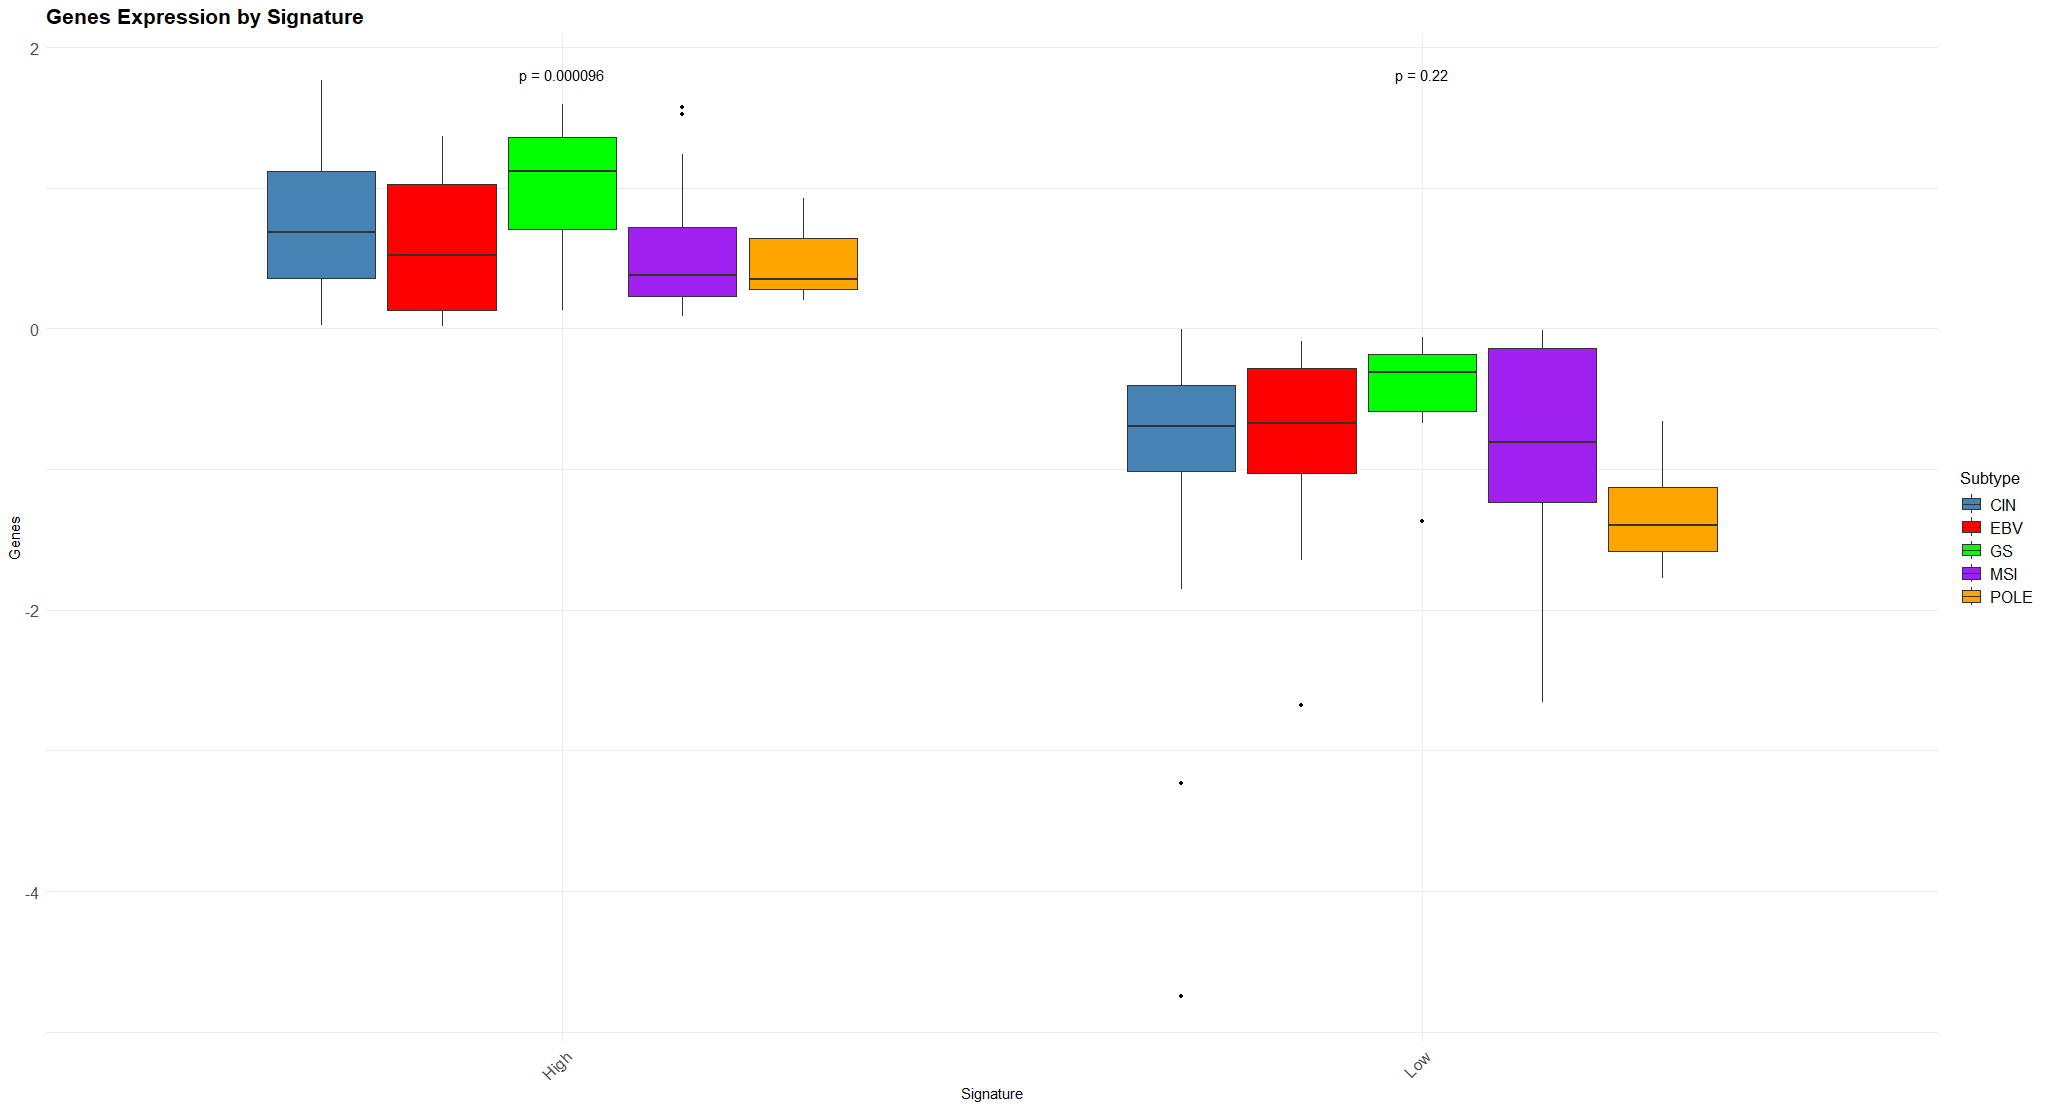 Genes Expression by Signature
2
p = 0.000096
p = 0.22
0
-2
-4
Genes
High
Low
Signature
Subtype
CIN
EBV
GS
MSI
POLE